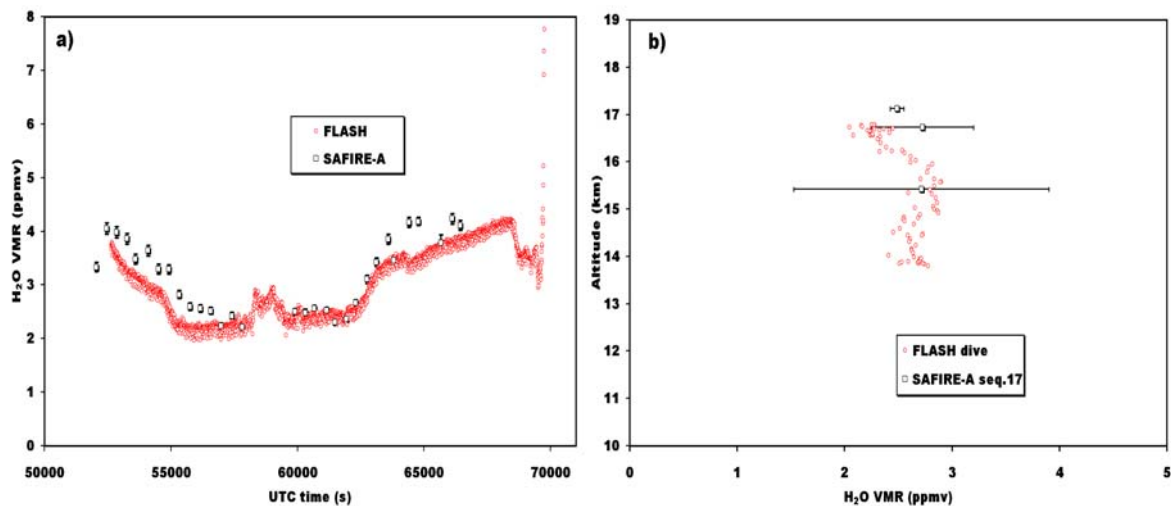 a)
8
7
6
5
4
3
2
1
0
H2O VMR (ppmv)
FLASH
SAFIRE-A
50000 55000 60000 65000 70000
UTC time (s)
b)
19
18
17
16
15
14
13
12
11
10
Altitude (km)
FLASH dive
SAFIRE-A seq.17
0 1 2 3 4 5
H2O VMR (ppmv)